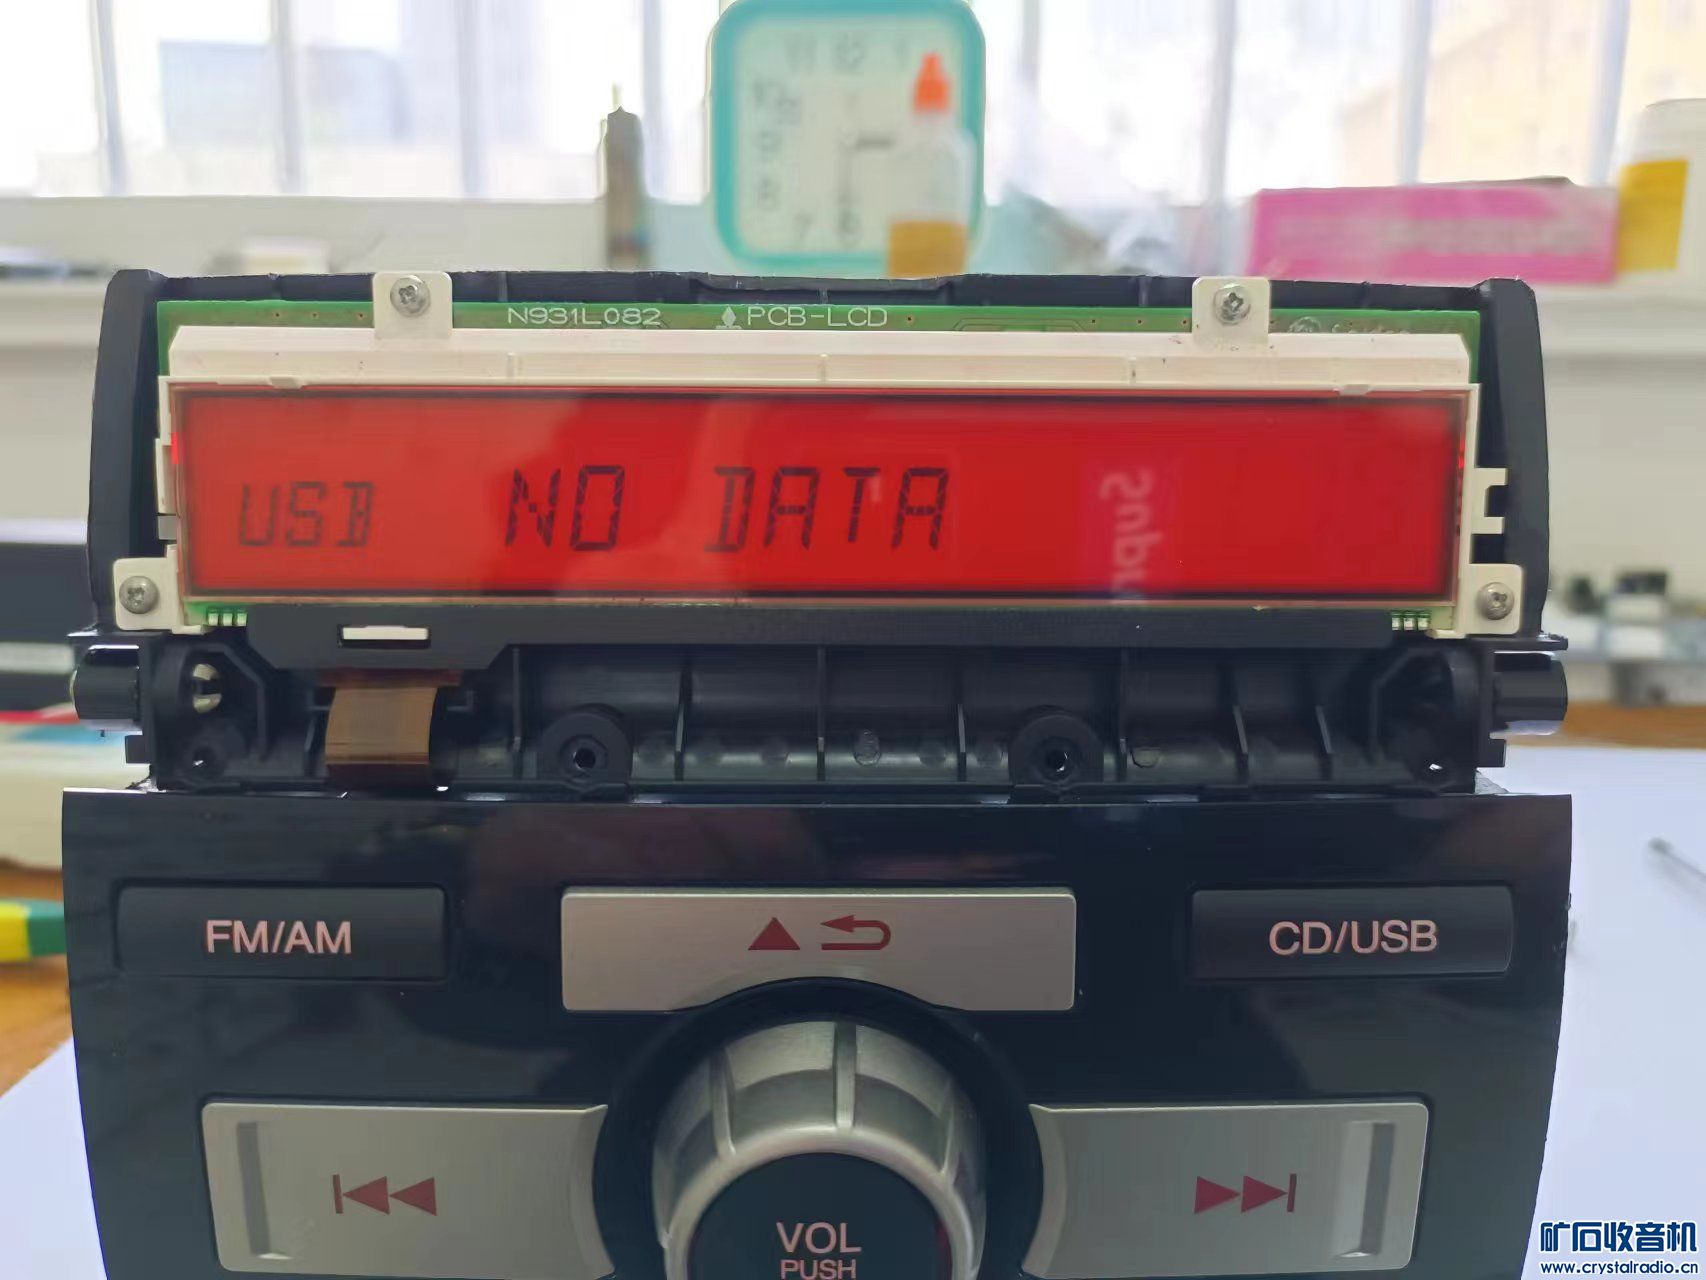 N931L082 PCB-LCD
USB NO DATA
FM/AM
CD/USB
VOL
PUSH
矿石收音机
www.crystalradio.cn